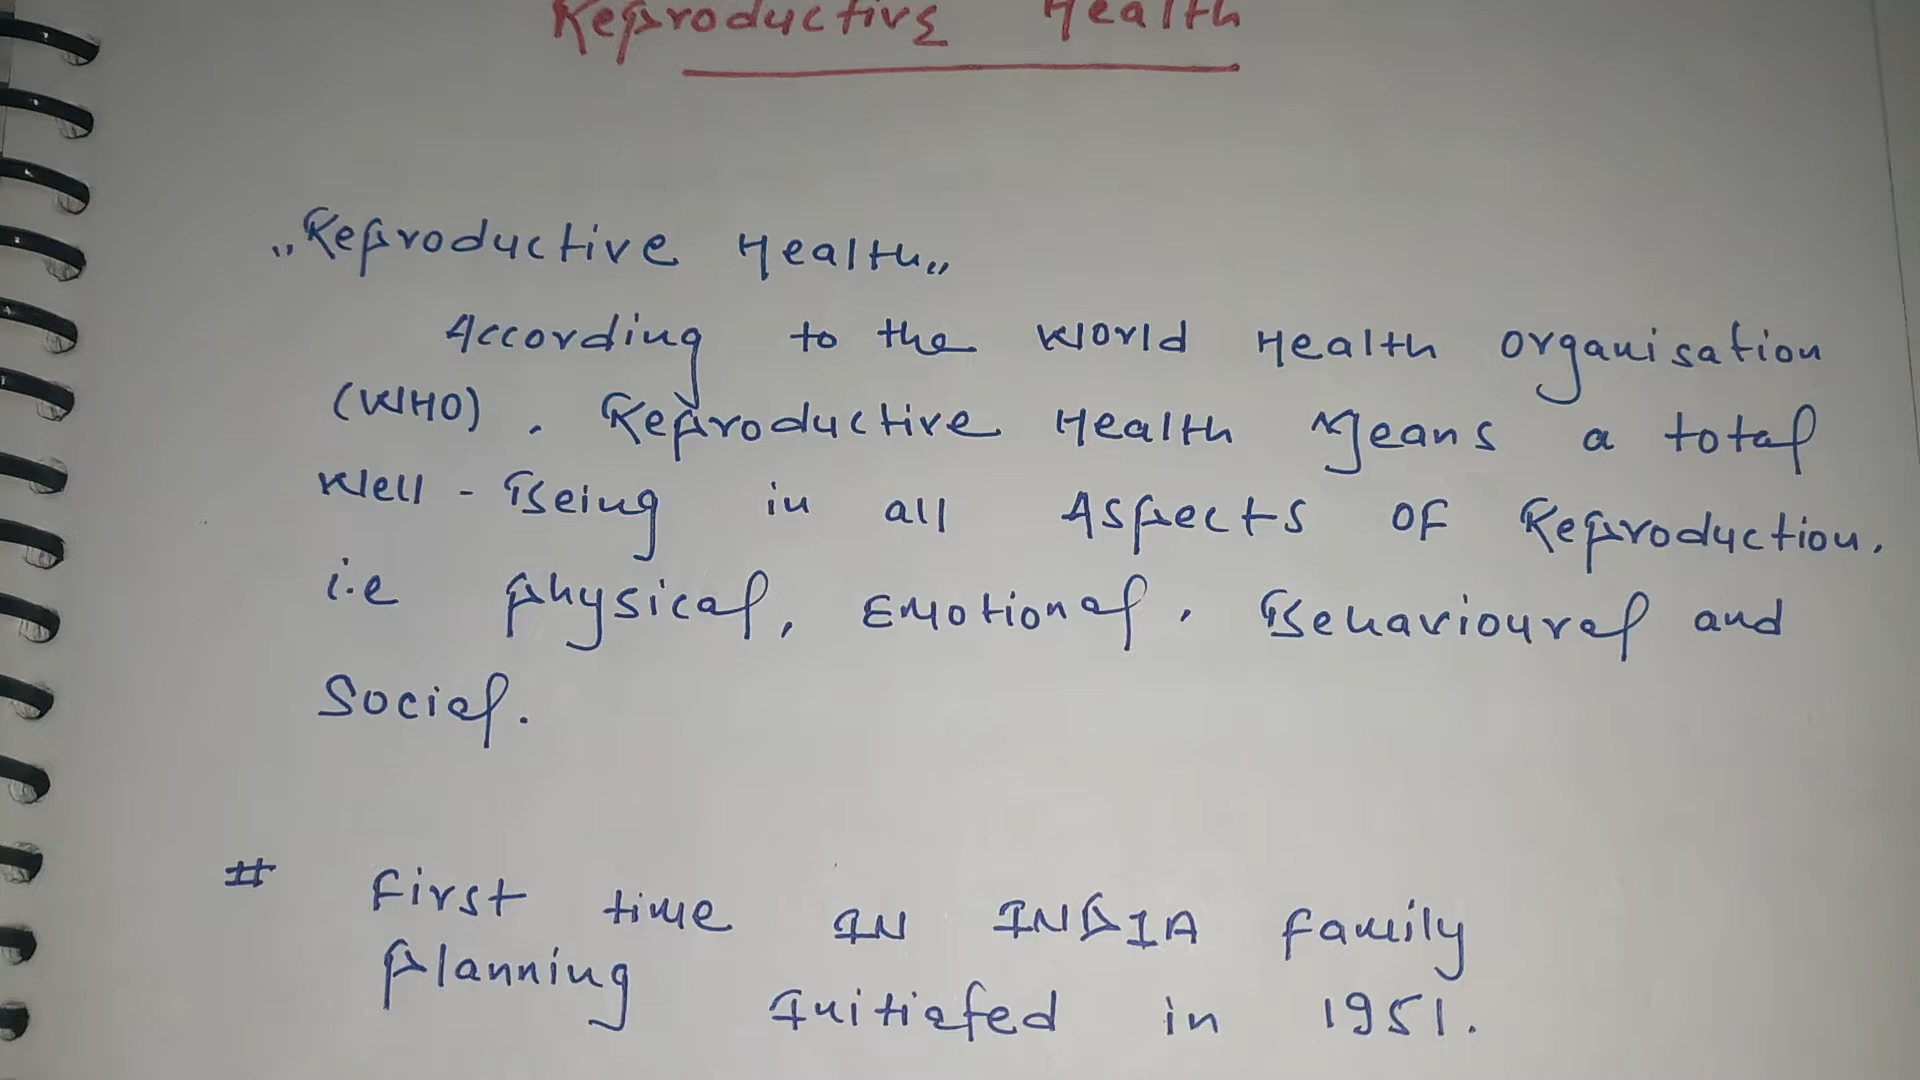 Reproductive Health
"Reproductive Health"
According to the World Health organisation
(WHO), Reproductive Health Means a total
Well-Being in all Aspects OF Reproduction.
i.e physical, Emotional, Behavioural and
Social.
# First time IN INDIA family
planning Initiated in 1951.